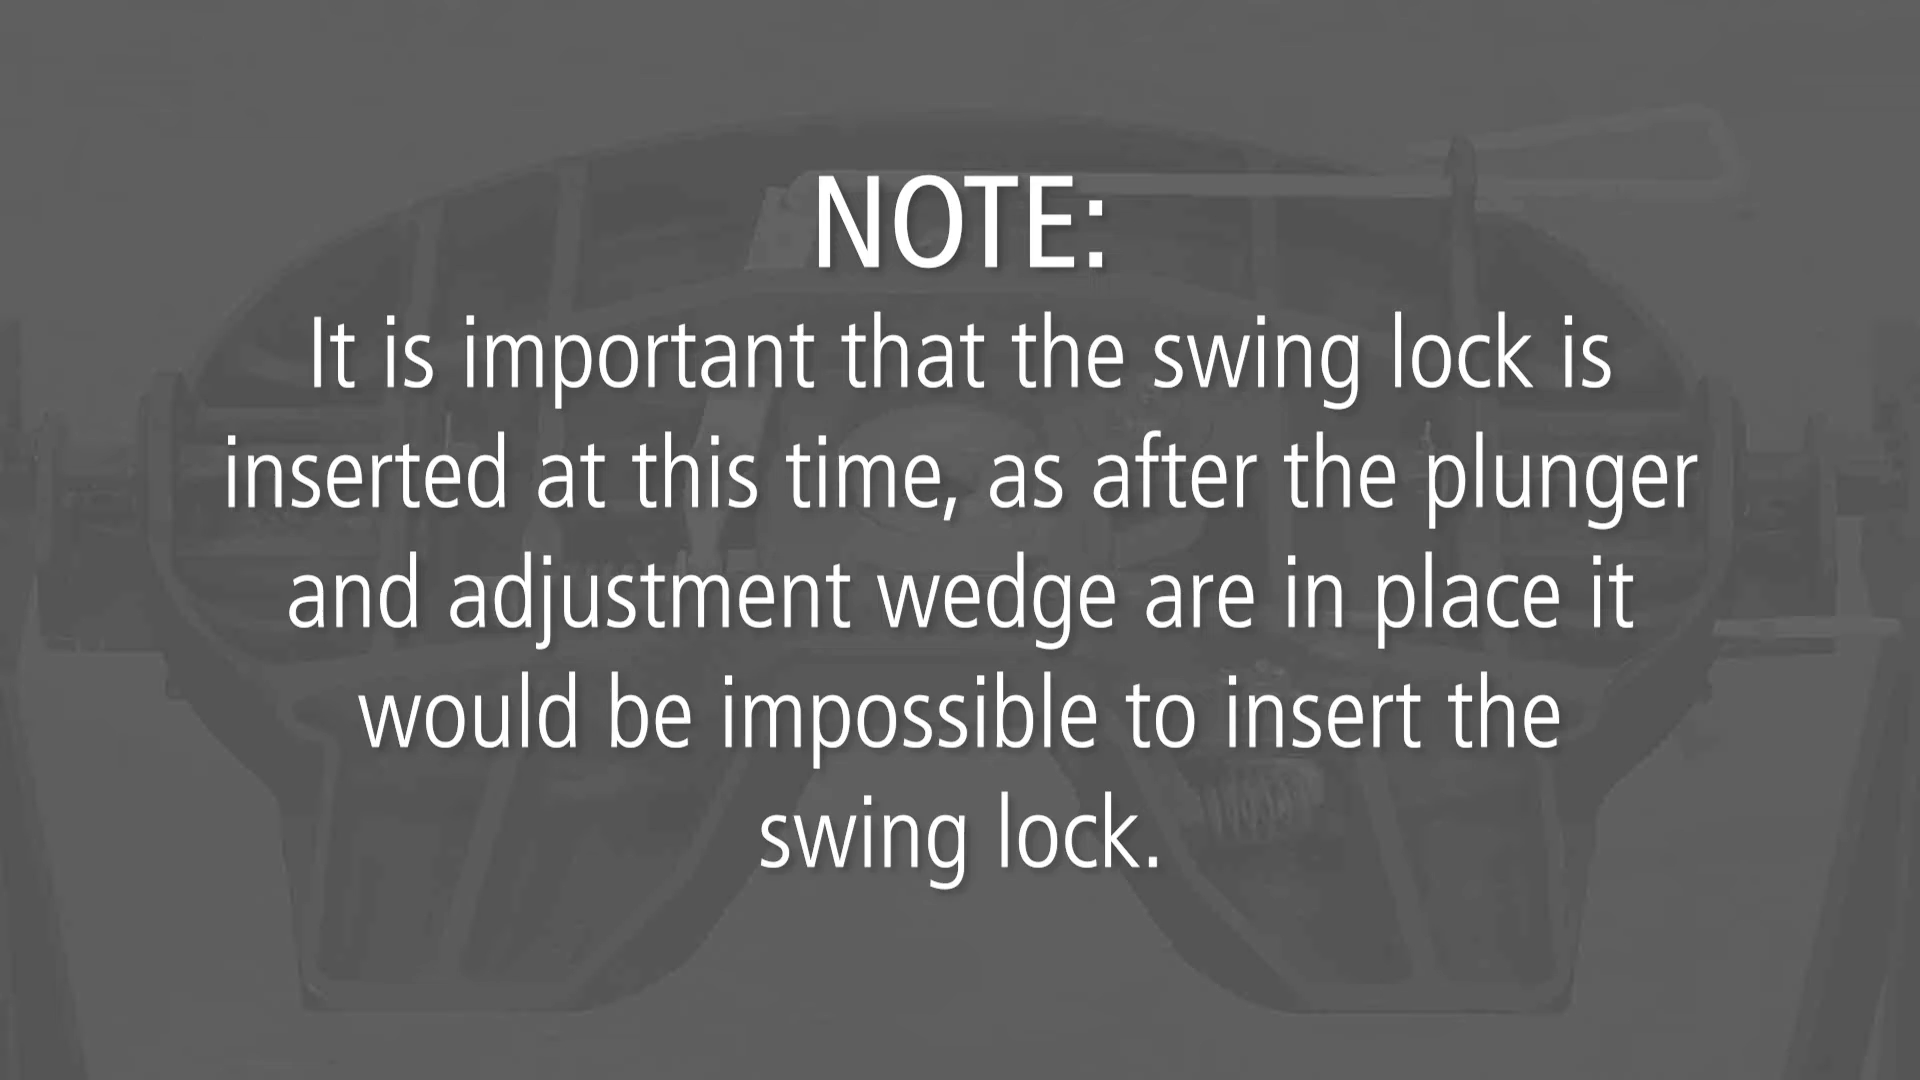 NOTE:
It is important that the swing lock is
inserted at this time, as after the plunger
and adjustment wedge are in place it
would be impossible to insert the
swing lock.